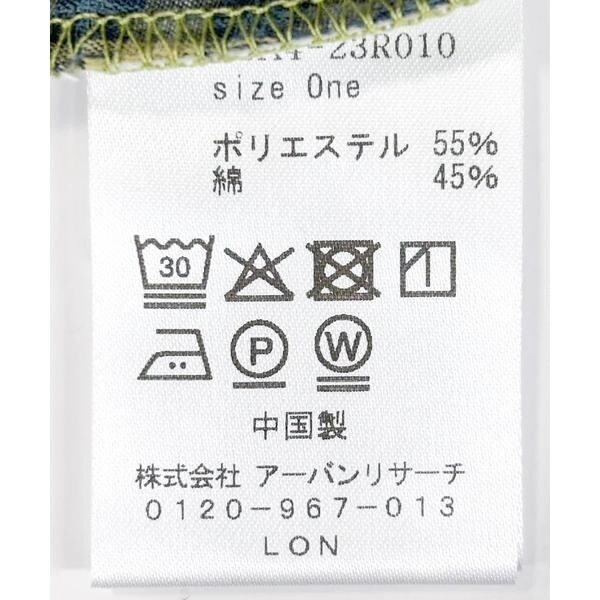 23R010
size One
ポリエステル 55%
綿 45%
30
P W
中国製
株式会社 アーバンリサーチ
0120-967-013
LON